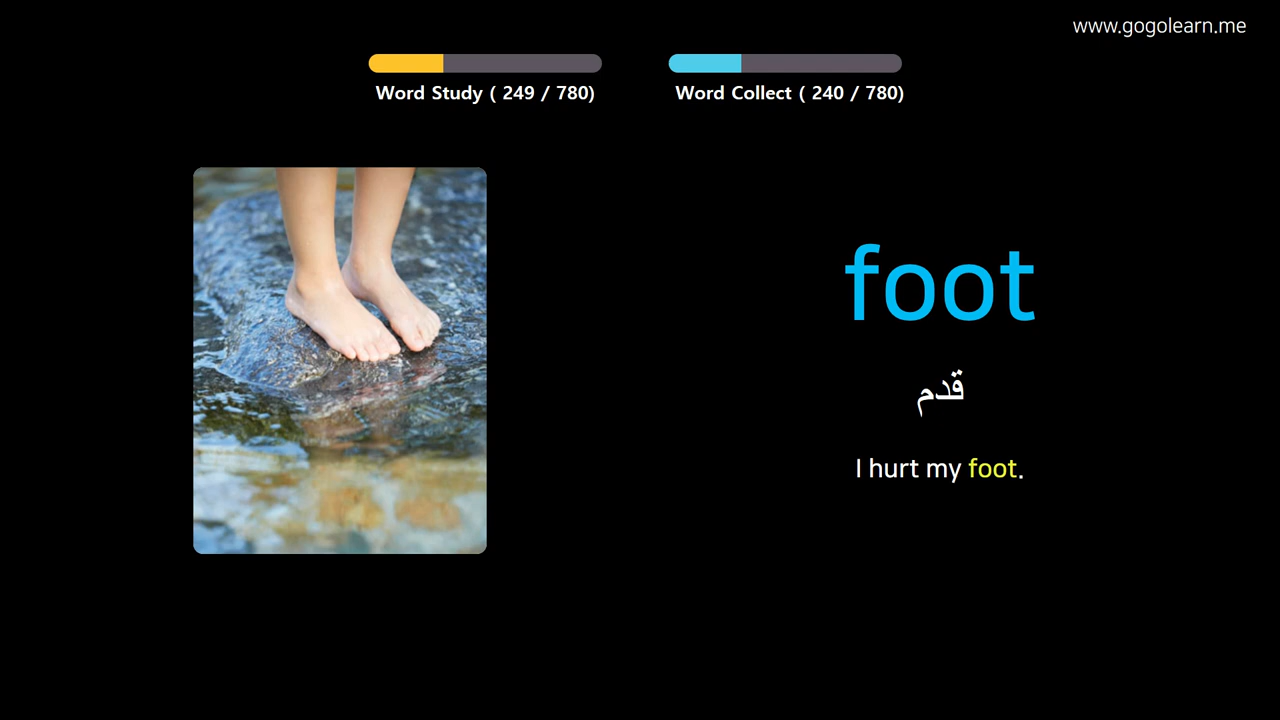 www.gogolearn.me
Word Study ( 249 / 780)
Word Collect ( 240 / 780)
foot
قدم
I hurt my foot.